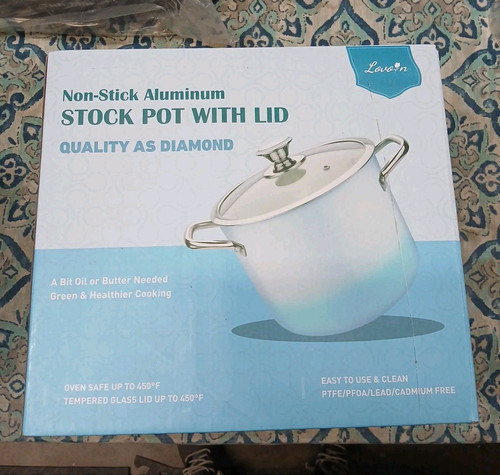 Lovoin
Non-Stick Aluminum
STOCK POT WITH LID
QUALITY AS DIAMOND
A Bit Oil or Butter Needed
Green & Healthier Cooking
OVEN SAFE UP TO 450°F
TEMPERED GLASS LID UP TO 450°F
EASY TO USE & CLEAN
PTFE/PFOA/LEAD/CADMIUM FREE